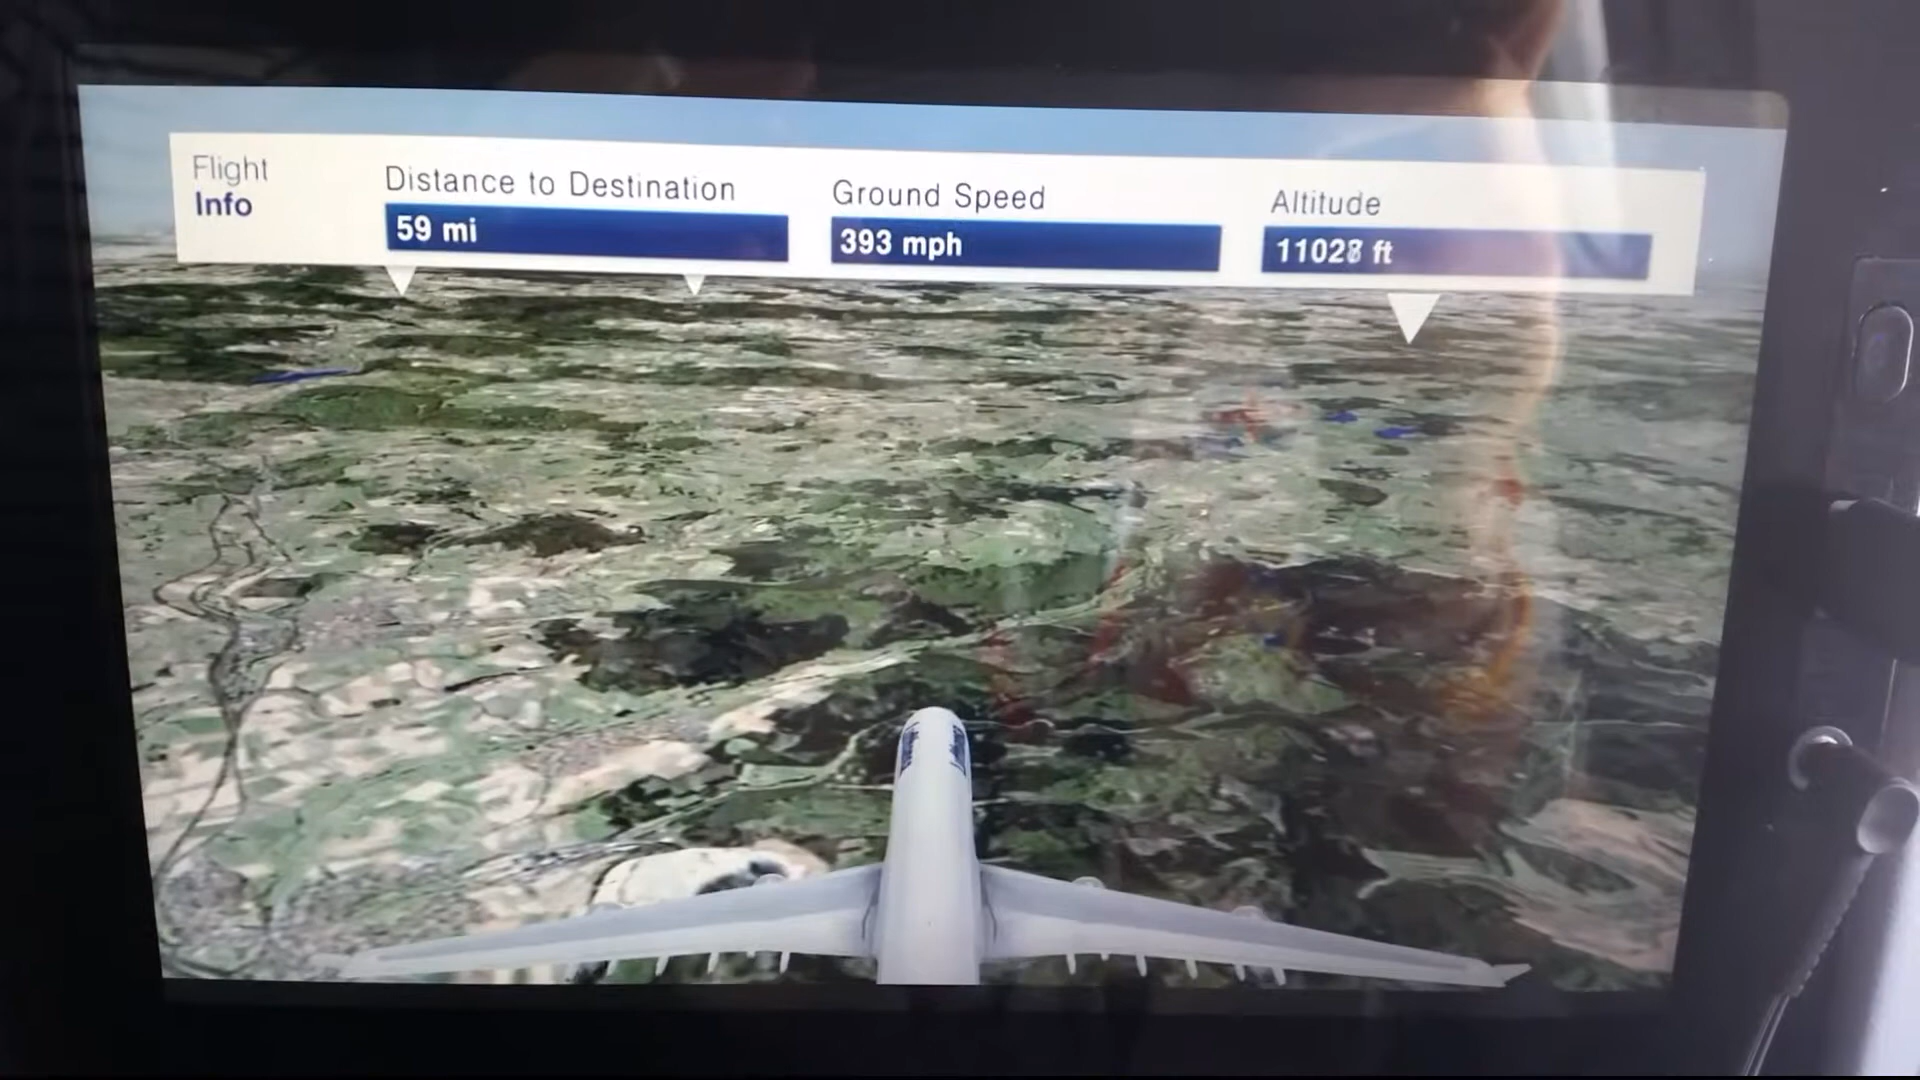 Flight
Info
Distance to Destination
59 mi
Ground Speed
393 mph
Altitude
11028 ft